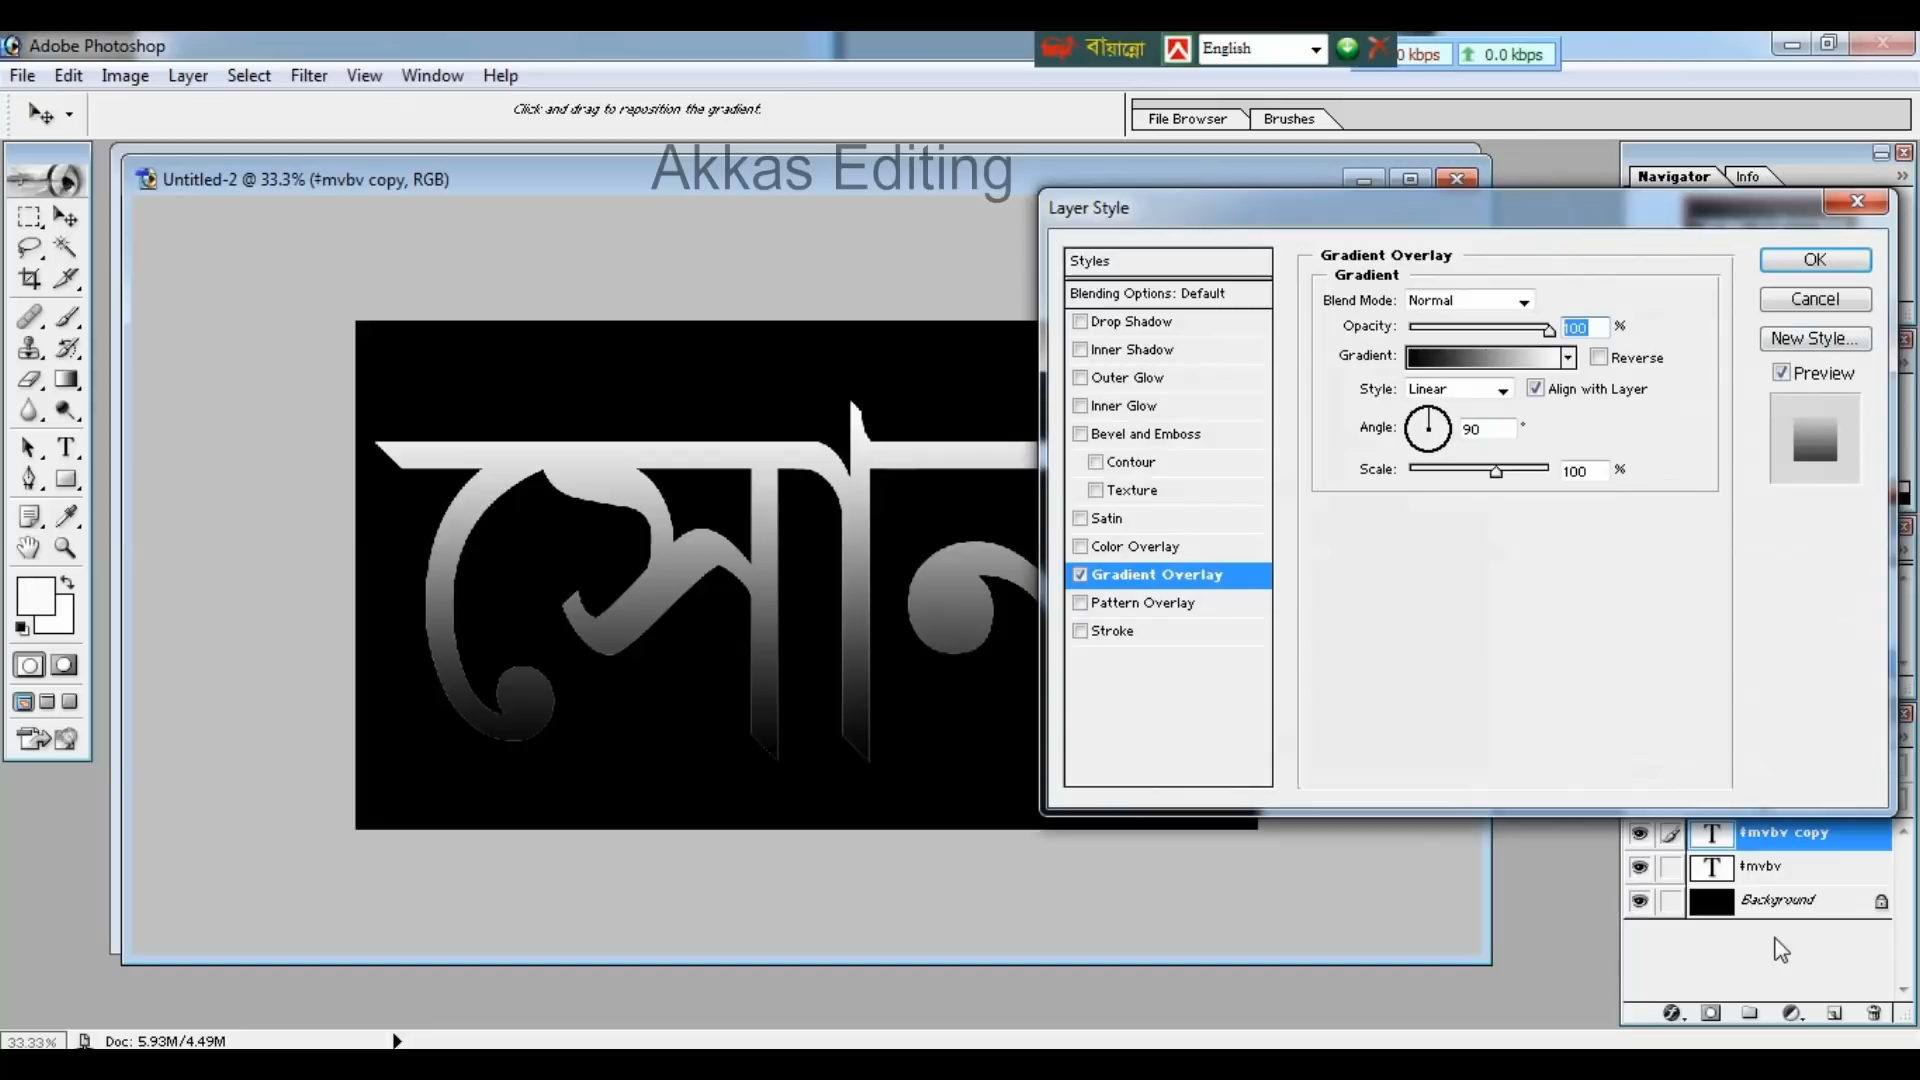 Adobe Photoshop
বায়ান্নো
English
0 kbps
0.0 kbps
File Edit Image Layer Select Filter View Window Help
Click and drag to reposition the gradient.
File Browser
Brushes
Akkas Editing
Untitled-2 @ 33.3% (‡mvbv copy, RGB)
Navigator
Info
Layer Style
Styles
Blending Options: Default
Drop Shadow
Inner Shadow
Outer Glow
Inner Glow
Bevel and Emboss
Contour
Texture
Satin
Color Overlay
Gradient Overlay
Pattern Overlay
Stroke
Gradient Overlay
Gradient
Blend Mode: Normal
Opacity: 100 %
Gradient: Reverse
Style: Linear Align with Layer
Angle: 90 °
Scale: 100 %
OK
Cancel
New Style...
Preview
‡mvbv copy
‡mvbv
Background
33.33%
Doc: 5.93M/4.49M